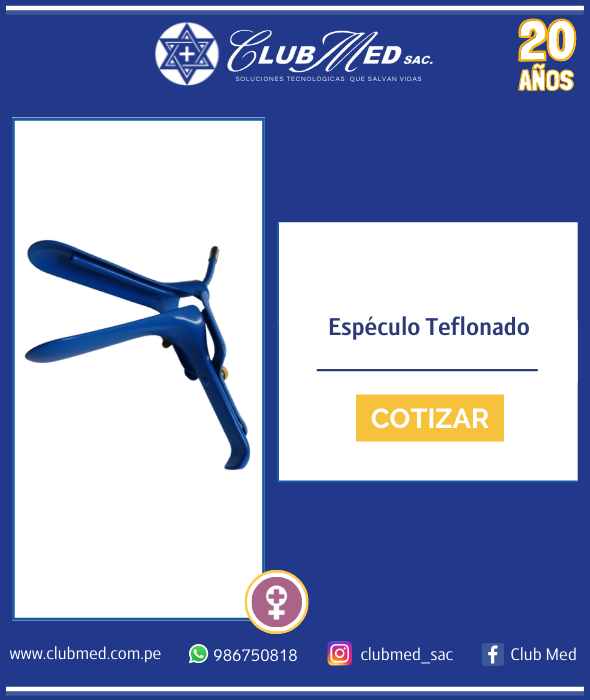 CLUB MED SAC.
SOLUCIONES TECNOLÓGICAS QUE SALVAN VIDAS
20
AÑOS
Espéculo Teflonado
COTIZAR
www.clubmed.com.pe
986750818
clubmed_sac
Club Med